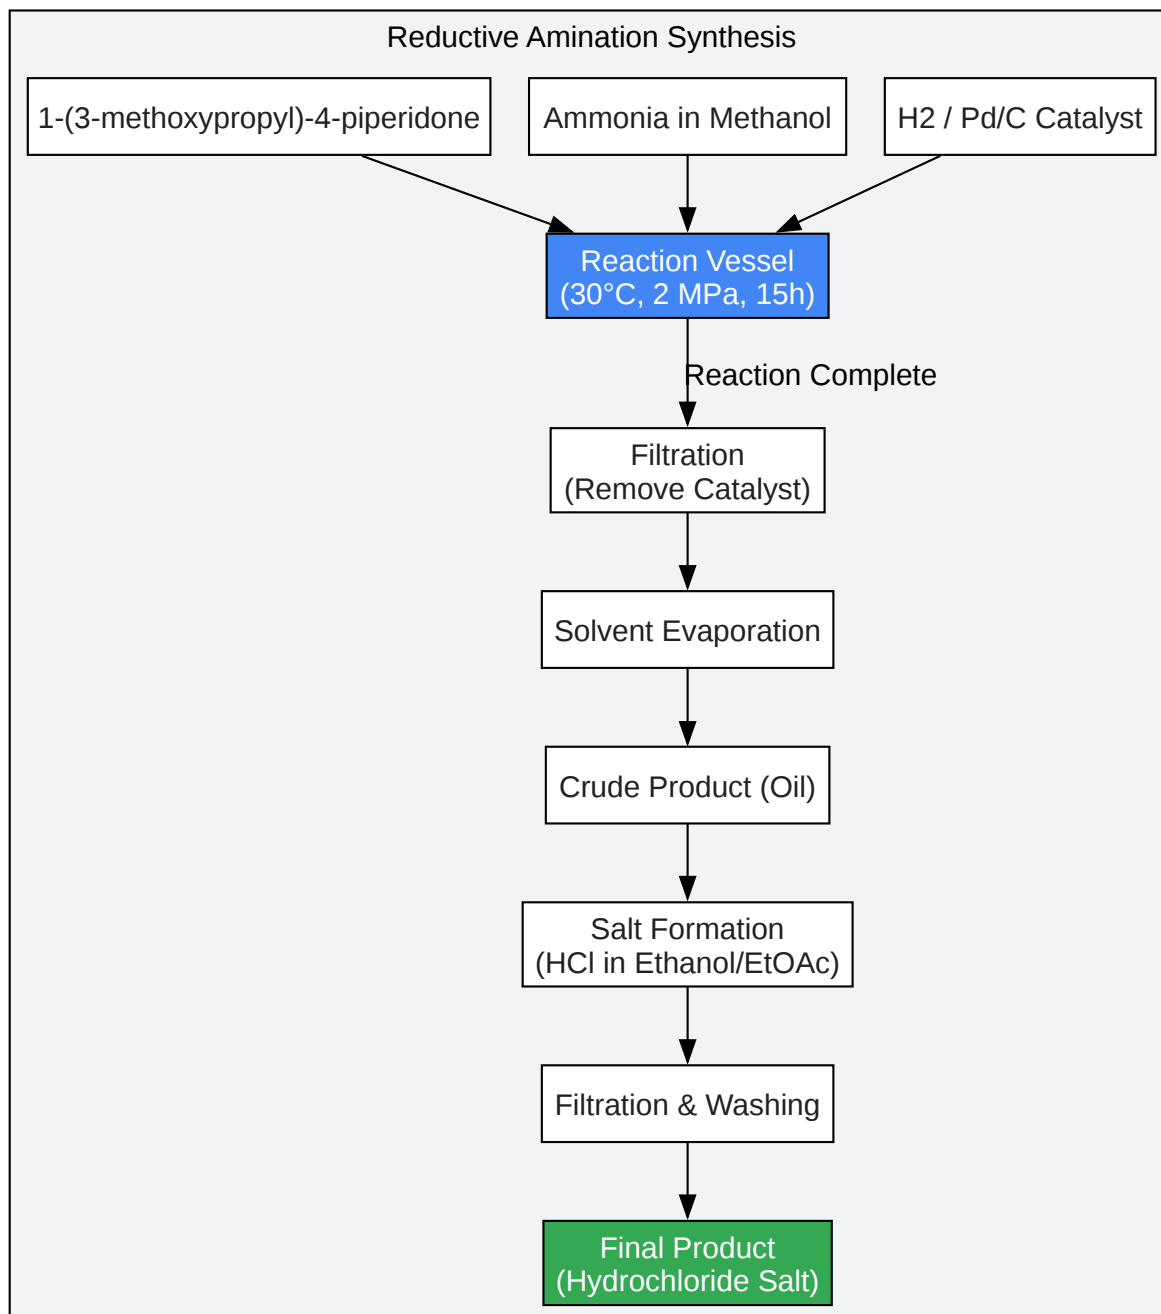 Reductive Amination Synthesis
1-(3-methoxypropyl)-4-piperidone
Ammonia in Methanol
H2 / Pd/C Catalyst
Reaction Vessel
(30°C, 2 MPa, 15h)
Reaction Complete
Filtration
(Remove Catalyst)
Solvent Evaporation
Crude Product (Oil)
Salt Formation
(HCl in Ethanol/EtOAc)
Filtration & Washing
Final Product
(Hydrochloride Salt)